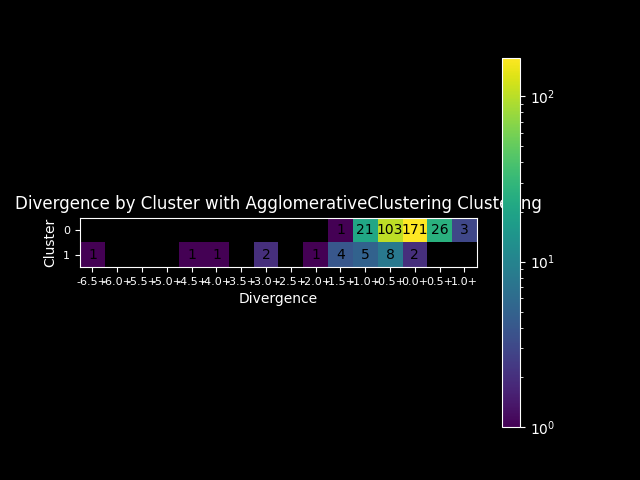 Divergence by Cluster with AgglomerativeClustering Clustering
Cluster
0 1 21 103 171 26 3
1 1 1 1 2 1 4 5 8 2
-6.5+ -6.0+ -5.5+ -5.0+ -4.5+ -4.0+ -3.5+ -3.0+ -2.5+ -2.0+ -1.5+ -1.0+ -0.5+ 0.0+ 0.5+ 1.0+
Divergence
10²
10¹
10⁰